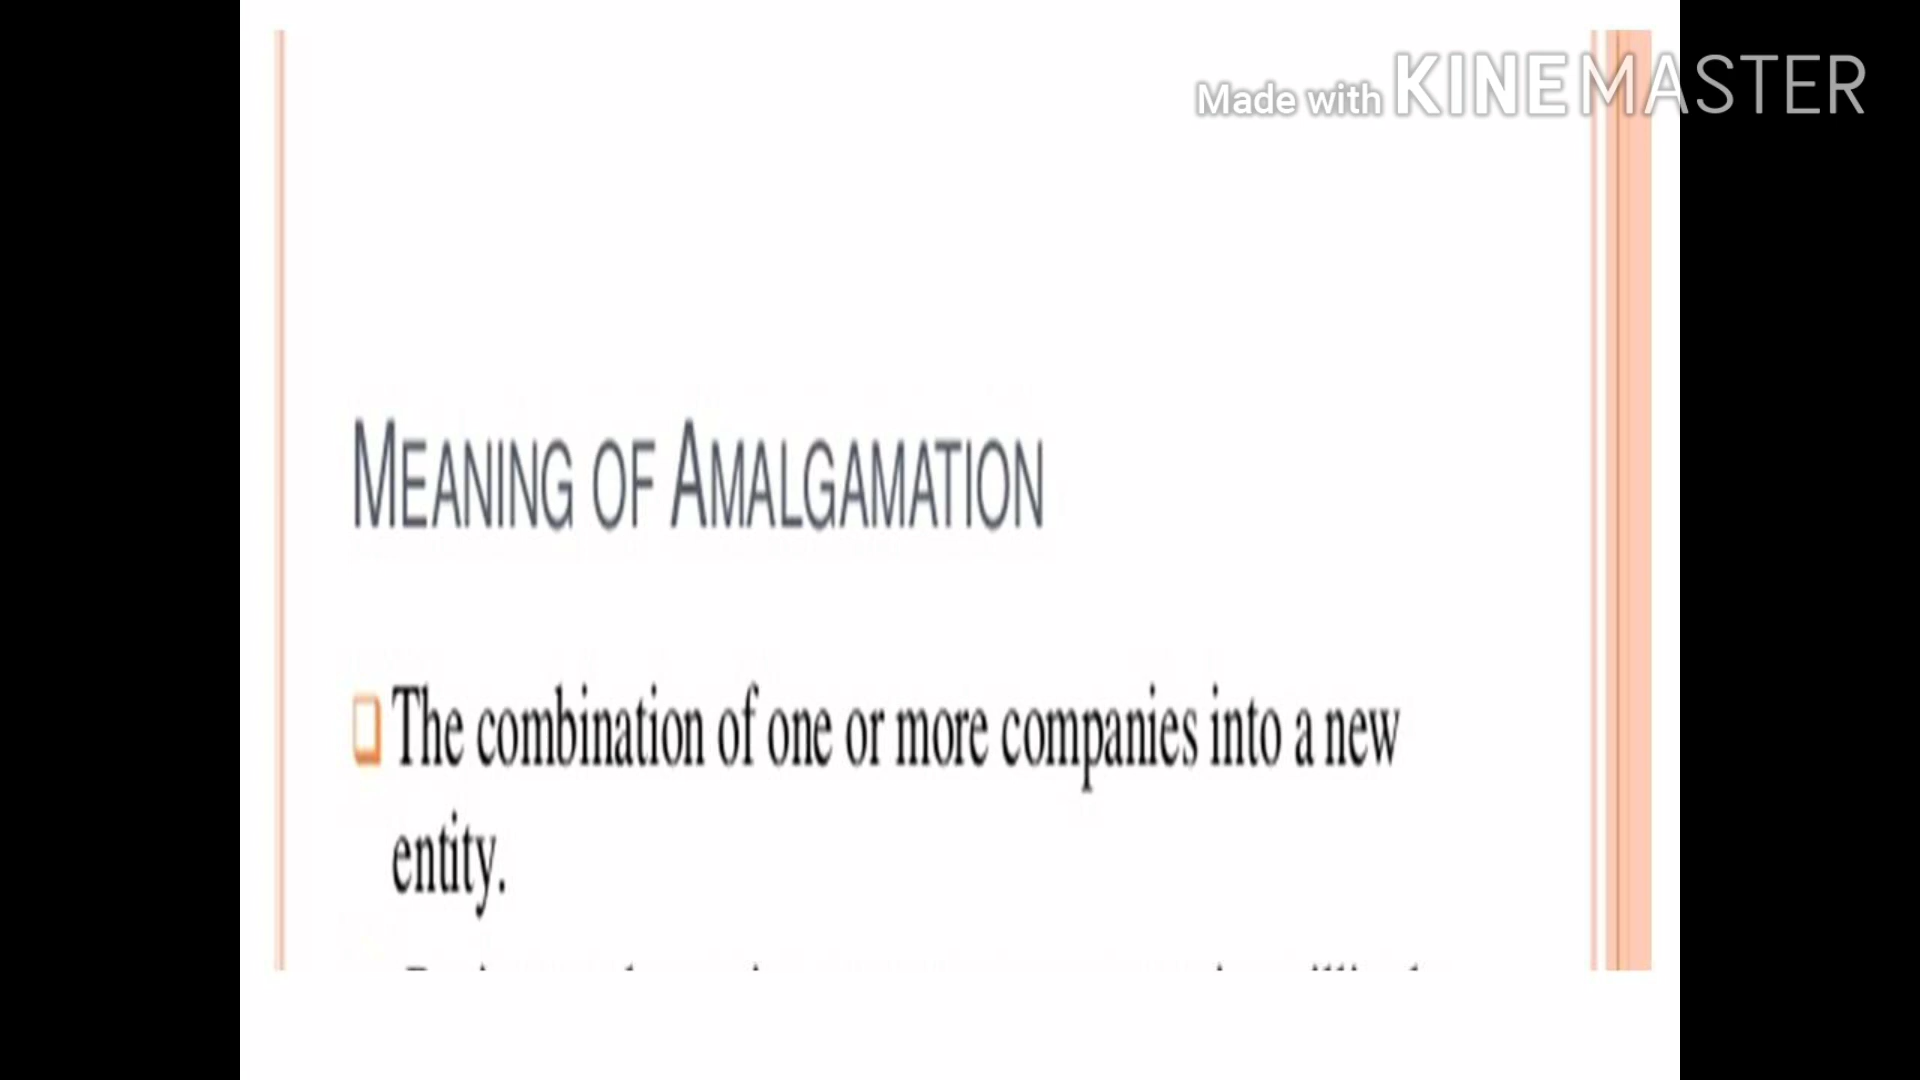 Made with KINEMASTER
MEANING OF AMALGAMATION
The combination of one or more companies into a new
entity.